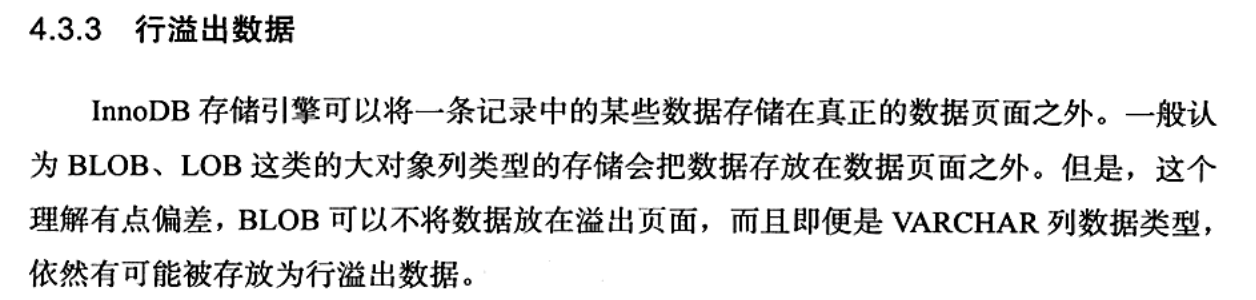 4.3.3 行溢出数据
InnoDB 存储引擎可以将一条记录中的某些数据存储在真正的数据页面之外。一般认
为 BLOB、LOB 这类的大对象列类型的存储会把数据存放在数据页面之外。但是，这个
理解有点偏差，BLOB 可以不将数据放在溢出页面，而且即便是 VARCHAR 列数据类型，
依然有可能被存放为行溢出数据。